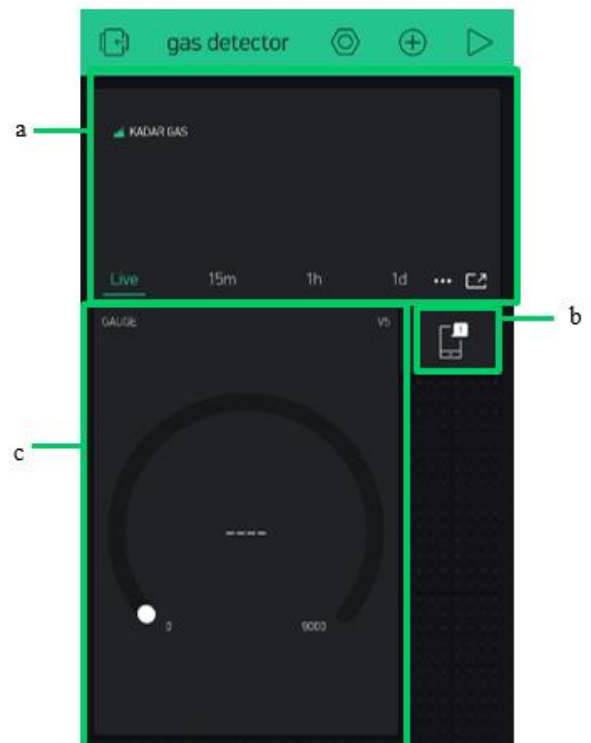 gas detector
a
KADAR GAS
Live 15m 1h 1d
b
GAUGE V5
c
----
0 9000